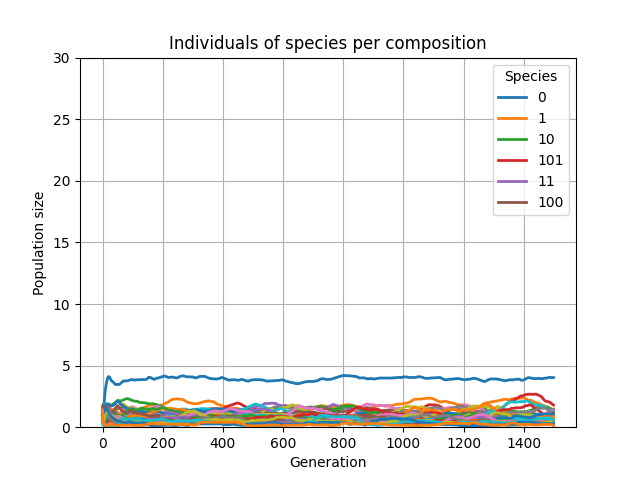 Individuals of species per composition
Species
0
1
10
101
11
100
Population size
30
25
20
15
10
5
0
0 200 400 600 800 1000 1200 1400
Generation